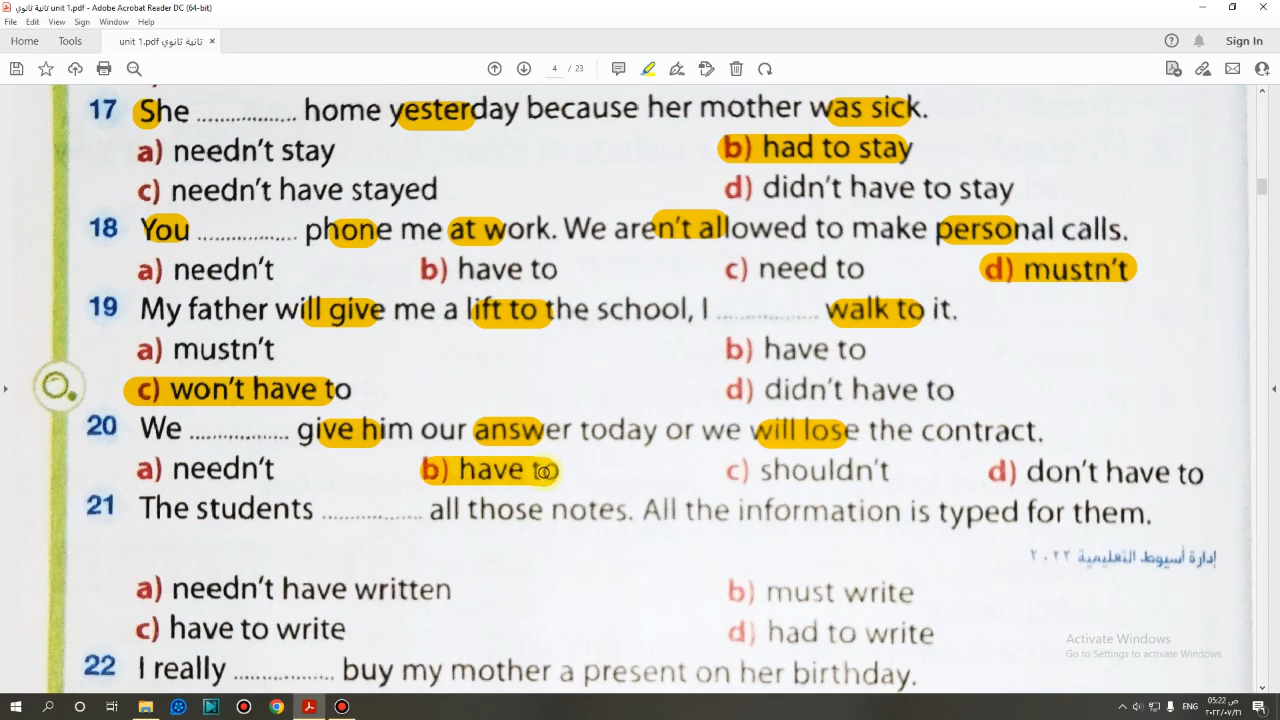 تانية ثانوي unit 1.pdf - Adobe Acrobat Reader DC (64-bit)
File Edit View Sign Window Help
Home Tools تانية ثانوي unit 1.pdf × Sign In
4 / 23
17 She ................ home yesterday because her mother was sick.
a) needn't stay b) had to stay
c) needn't have stayed d) didn't have to stay
18 You ................ phone me at work. We aren't allowed to make personal calls.
a) needn't b) have to c) need to d) mustn't
19 My father will give me a lift to the school, I ................ walk to it.
a) mustn't b) have to
c) won't have to d) didn't have to
20 We ................ give him our answer today or we will lose the contract.
a) needn't b) have to c) shouldn't d) don't have to
21 The students ................ all those notes. All the information is typed for them.
إدارة أسيوط التعليمية ٢٠٢٢
a) needn't have written b) must write
c) have to write d) had to write
22 I really ................ buy my mother a present on her birthday.
Activate Windows
Go to Settings to activate Windows.
ENG 05:22 ص
٢٠٢٢/٠٧/٢١